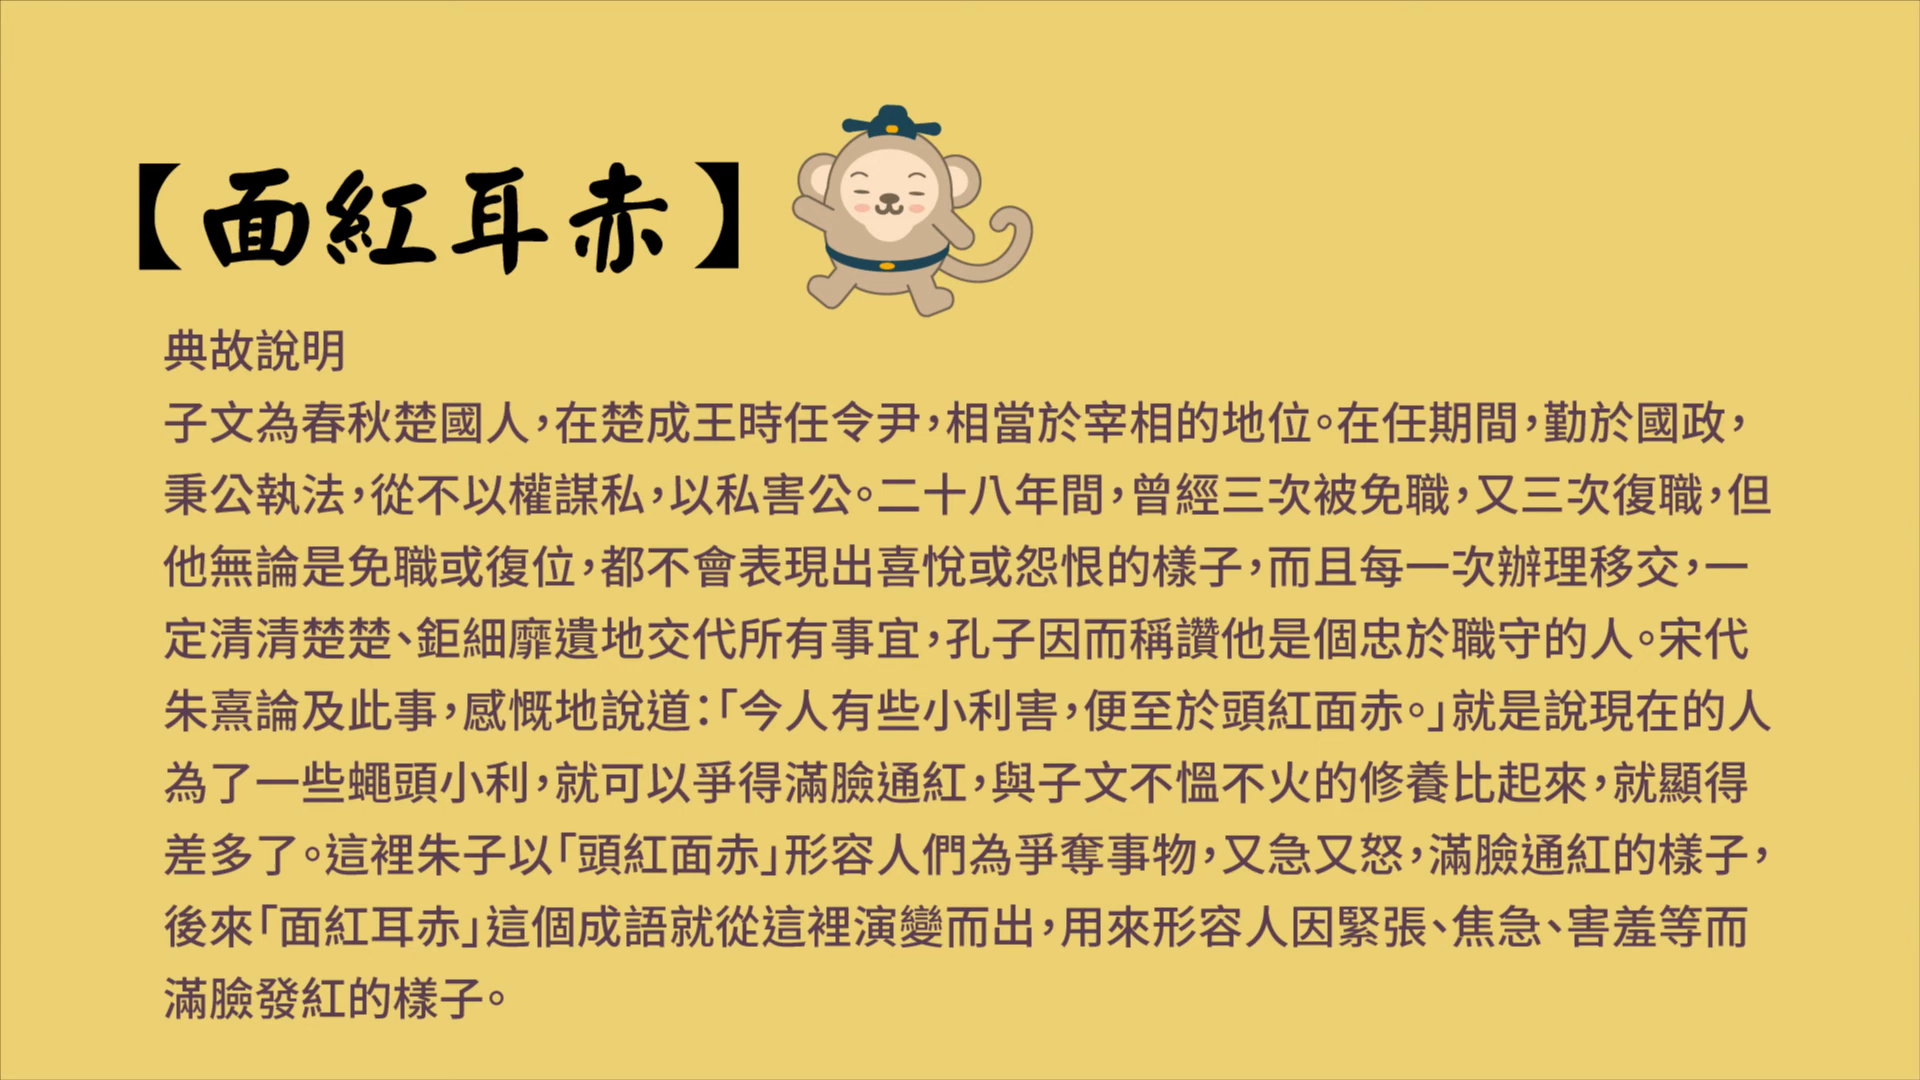 【面紅耳赤】
典故說明
子文為春秋楚國人，在楚成王時任令尹，相當於宰相的地位。在任期間，勤於國政，
秉公執法，從不以權謀私，以私害公。二十八年間，曾經三次被免職，又三次復職，但
他無論是免職或復位，都不會表現出喜悅或怨恨的樣子，而且每一次辦理移交，一
定清清楚楚、鉅細靡遺地交代所有事宜，孔子因而稱讚他是個忠於職守的人。宋代
朱熹論及此事，感慨地說道：「今人有些小利害，便至於頭紅面赤。」就是說現在的人
為了一些蠅頭小利，就可以爭得滿臉通紅，與子文不慍不火的修養比起來，就顯得
差多了。這裡朱子以「頭紅面赤」形容人們為爭奪事物，又急又怒，滿臉通紅的樣子，
後來「面紅耳赤」這個成語就從這裡演變而出，用來形容人因緊張、焦急、害羞等而
滿臉發紅的樣子。